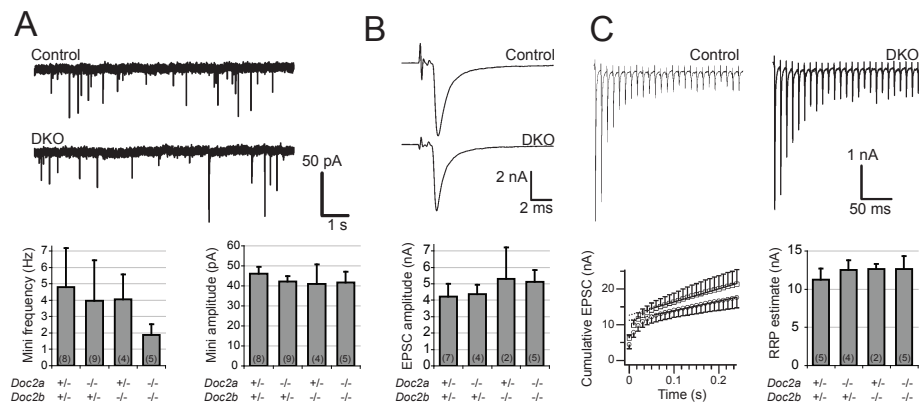 A
Control
DKO
50 pA
1 s
Mini frequency (Hz)
7
6
5
4
3
2
1
0
(8)
(9)
(4)
(5)
Mini amplitude (pA)
60
50
40
30
20
10
0
(8)
(9)
(4)
(5)
Doc2a +/- -/- +/- -/-
Doc2b +/- +/- -/- -/-
+/- -/- +/- -/-
+/- +/- -/- -/-
B
Control
DKO
2 nA
2 ms
EPSC amplitude (nA)
7
6
5
4
3
2
1
0
(7)
(4)
(2)
(5)
Doc2a +/- -/- +/- -/-
Doc2b +/- +/- -/- -/-
C
Control
DKO
1 nA
50 ms
Cumulative EPSC (nA)
20
10
0
0
0.1
0.2
Time (s)
RRP estimate (nA)
15
10
5
0
(5)
(4)
(2)
(5)
Doc2a +/- -/- +/- -/-
Doc2b +/- +/- -/- -/-